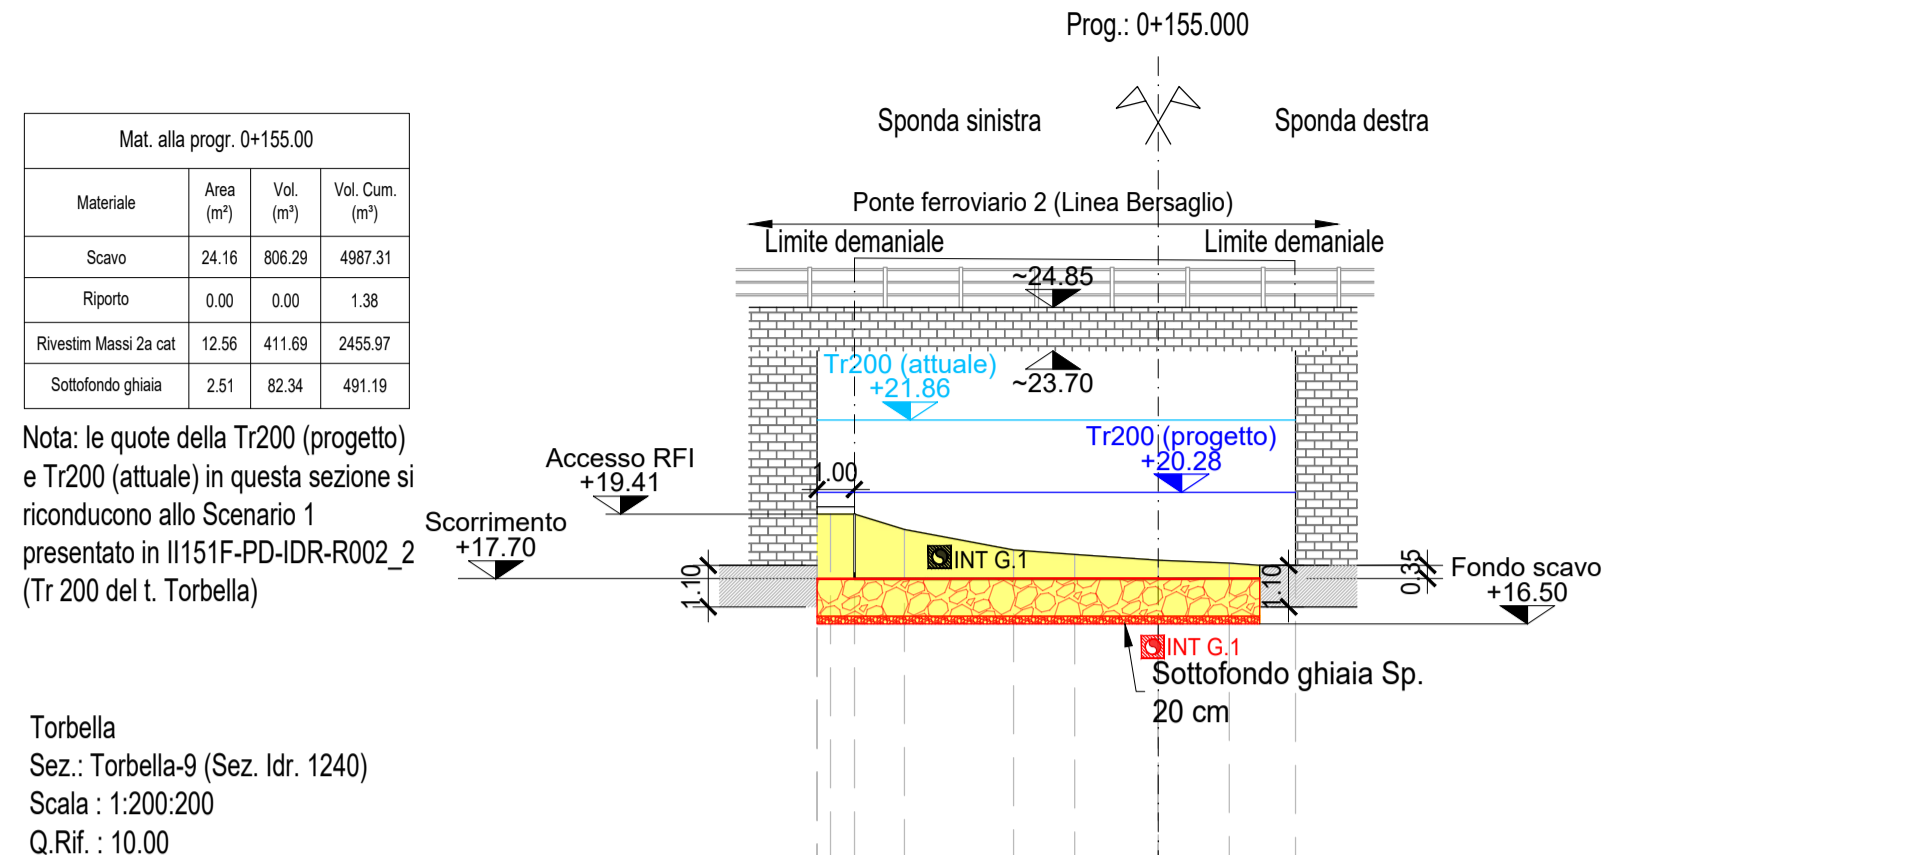 Prog.: 0+155.000
Sponda sinistra
Sponda destra
Mat. alla progr. 0+155.00
Materiale Area (m²) Vol. (m³) Vol. Cum. (m³)
Scavo 24.16 806.29 4987.31
Riporto 0.00 0.00 1.38
Rivestim Massi 2a cat 12.56 411.69 2455.97
Sottofondo ghiaia 2.51 82.34 491.19
Nota: le quote della Tr200 (progetto)
e Tr200 (attuale) in questa sezione si
riconducono allo Scenario 1
presentato in II151F-PD-IDR-R002_2
(Tr 200 del t. Torbella)
Ponte ferroviario 2 (Linea Bersaglio)
Limite demaniale
Limite demaniale
~24.85
~23.70
Tr200 (attuale)
+21.86
Tr200 (progetto)
+20.28
Accesso RFI
+19.41
1.00
Scorrimento
+17.70
1.10
INT G.1
1.10
0.35
Fondo scavo
+16.50
INT G.1
Sottofondo ghiaia Sp.
20 cm
Torbella
Sez.: Torbella-9 (Sez. Idr. 1240)
Scala : 1:200:200
Q.Rif. : 10.00